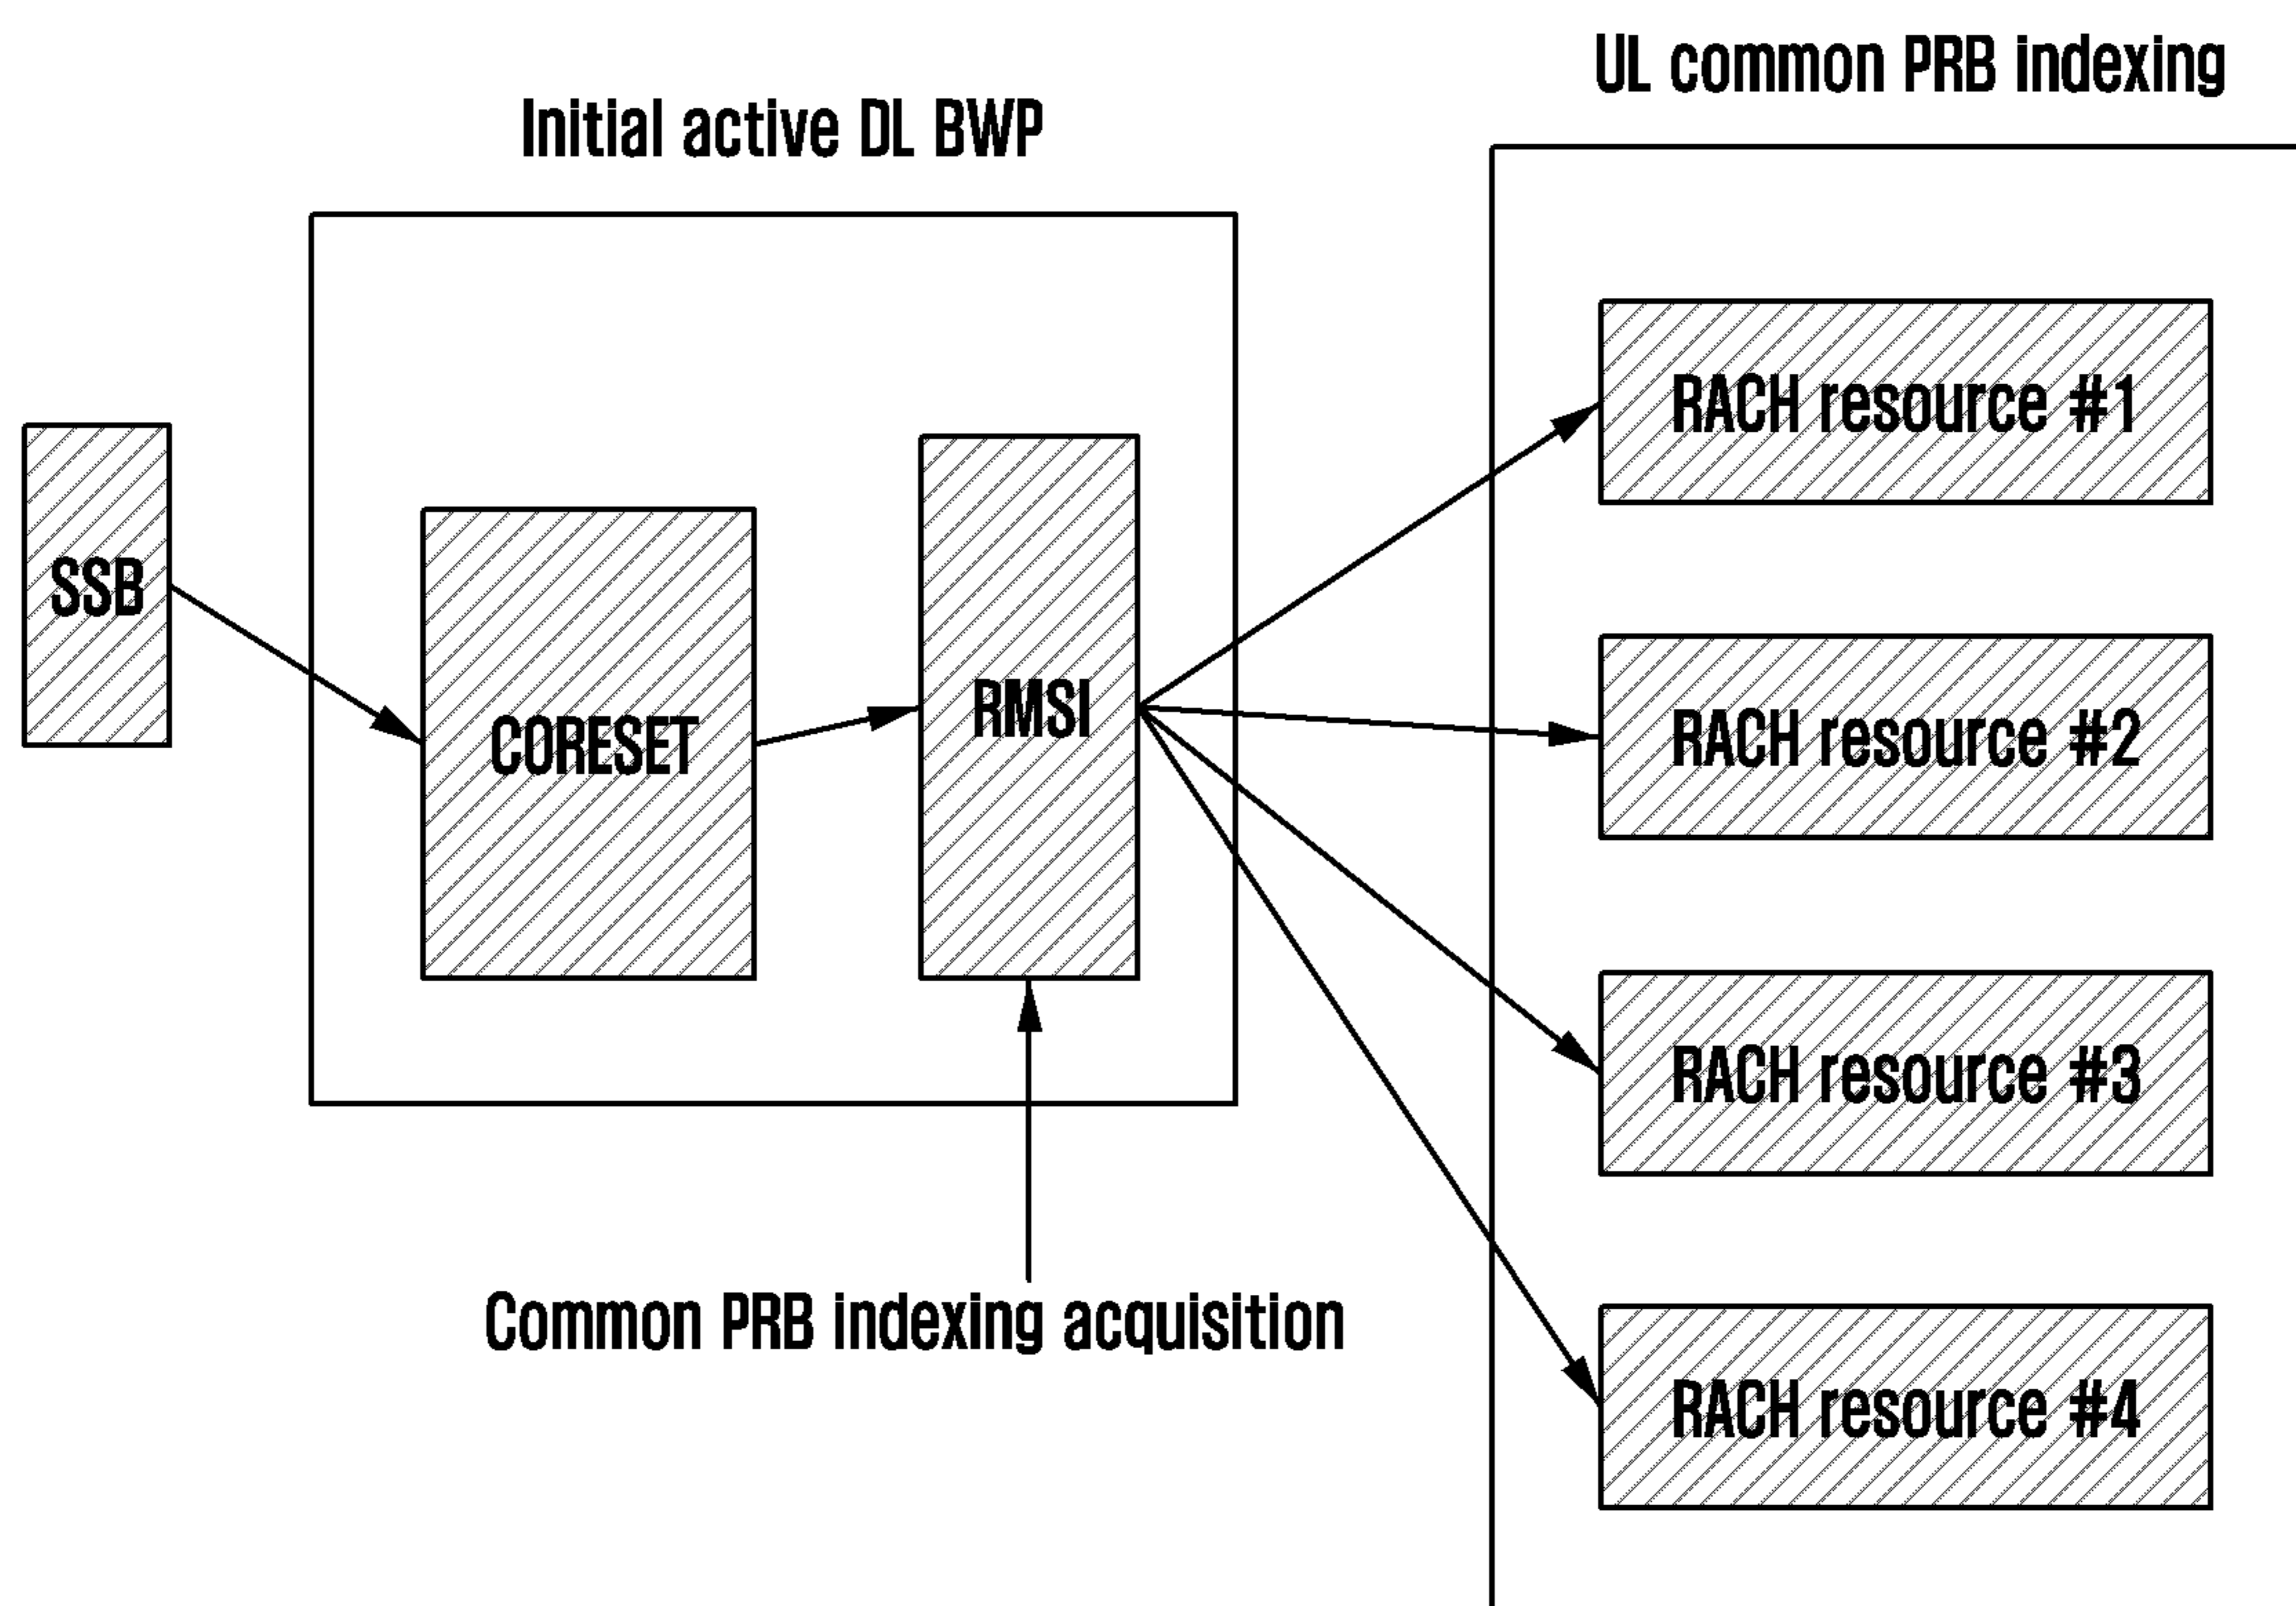 UL common PRB indexing
Initial active DL BWP
SSB
CORESET
RMSI
RACH resource #1
RACH resource #2
RACH resource #3
RACH resource #4
Common PRB indexing acquisition